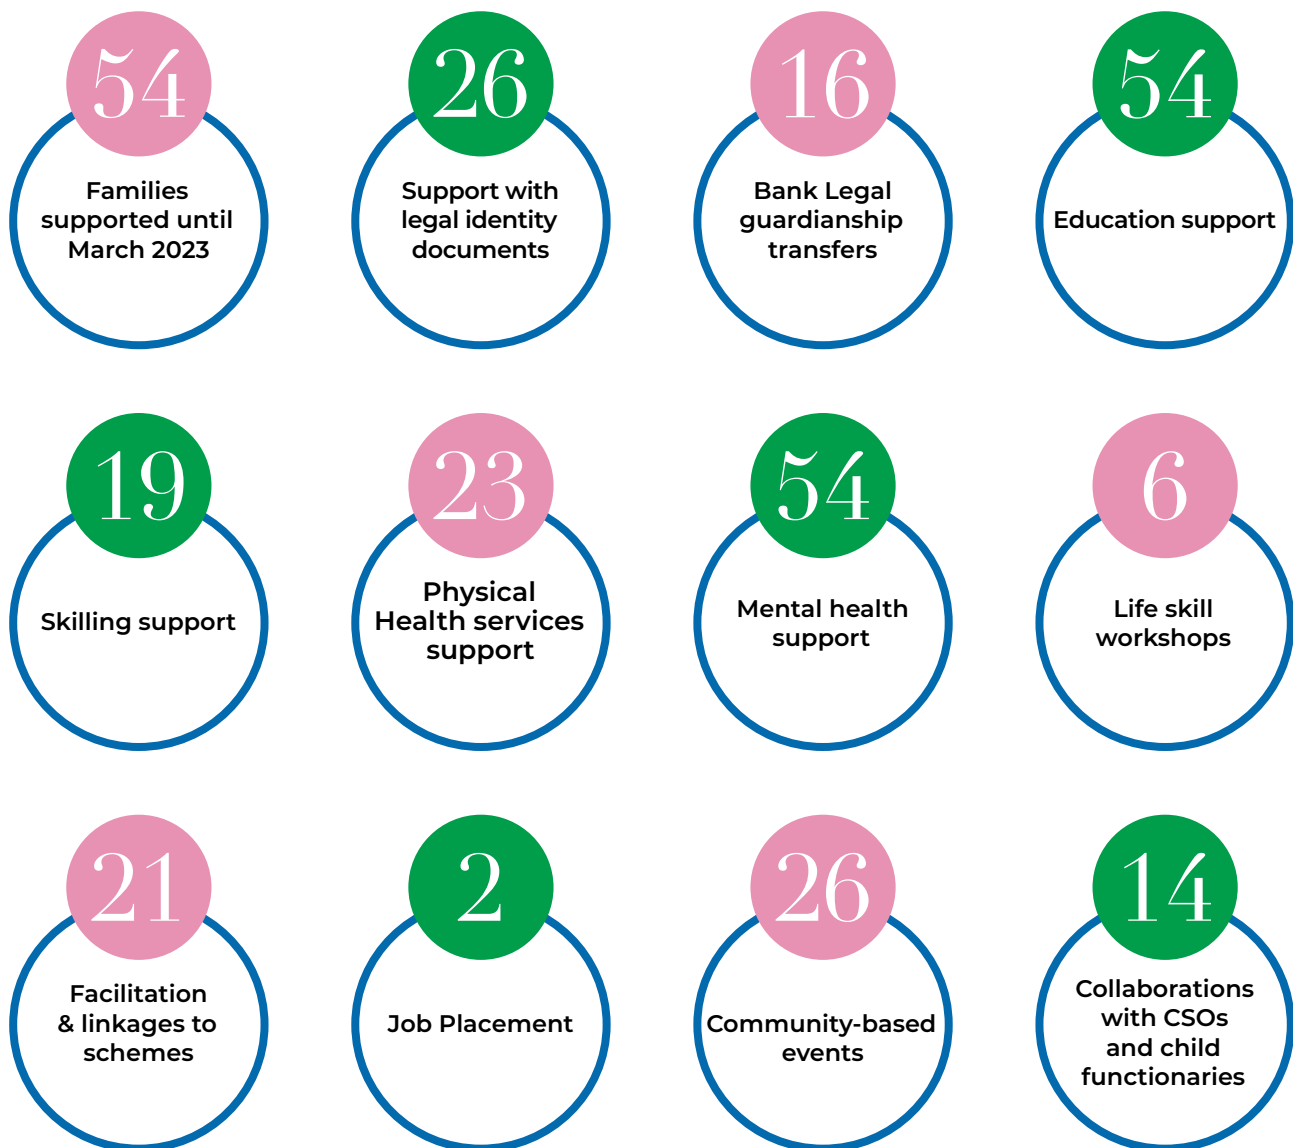 54
Families
supported until
March 2023
26
Support with
legal identity
documents
16
Bank Legal
guardianship
transfers
54
Education support
19
Skilling support
23
Physical
Health services
support
54
Mental health
support
6
Life skill
workshops
21
Facilitation
& linkages to
schemes
2
Job Placement
26
Community-based
events
14
Collaborations
with CSOs
and child
functionaries